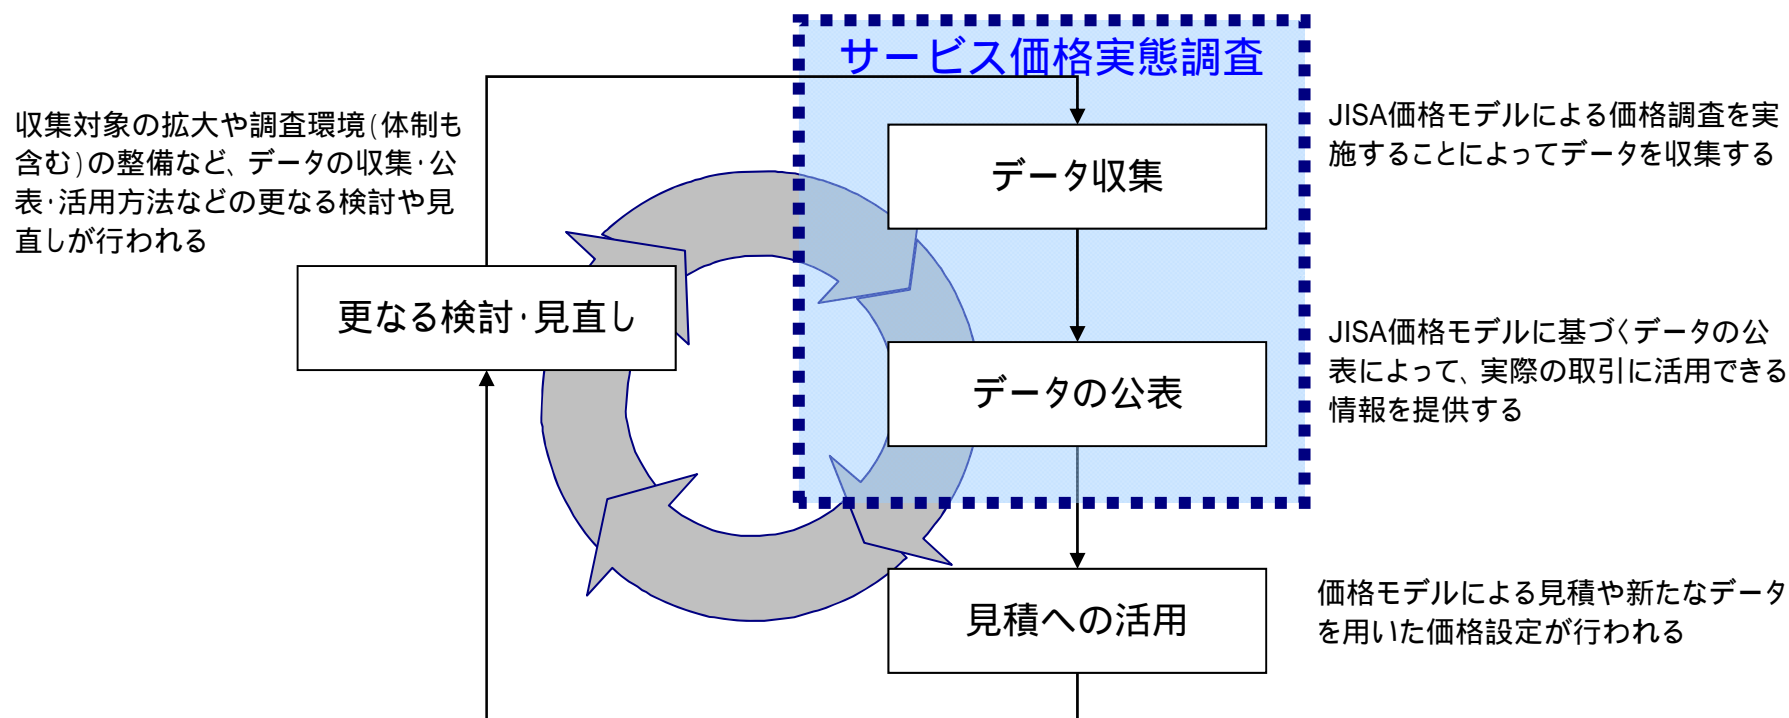 サービス価格実態調査
収集対象の拡大や調査環境(体制も
含む)の整備など、データの収集・公
表・活用方法などの更なる検討や見
直しが行われる
データ収集
JISA価格モデルによる価格調査を実
施することによってデータを収集する
更なる検討・見直し
データの公表
JISA価格モデルに基づくデータの公
表によって、実際の取引に活用できる
情報を提供する
見積への活用
価格モデルによる見積や新たなデータ
を用いた価格設定が行われる